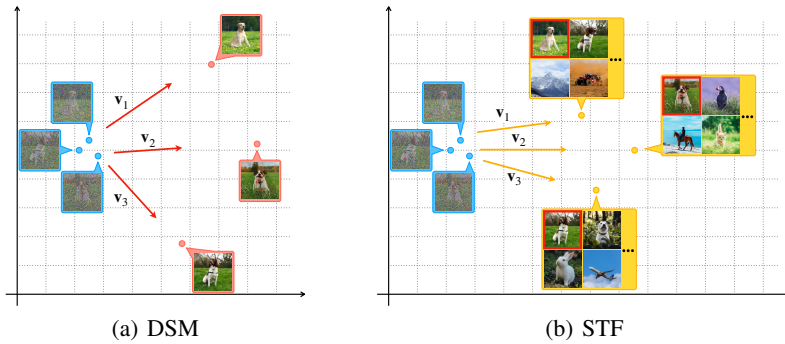 v₁
v₂
v₃
(a) DSM
v₁
v₂
v₃
(b) STF